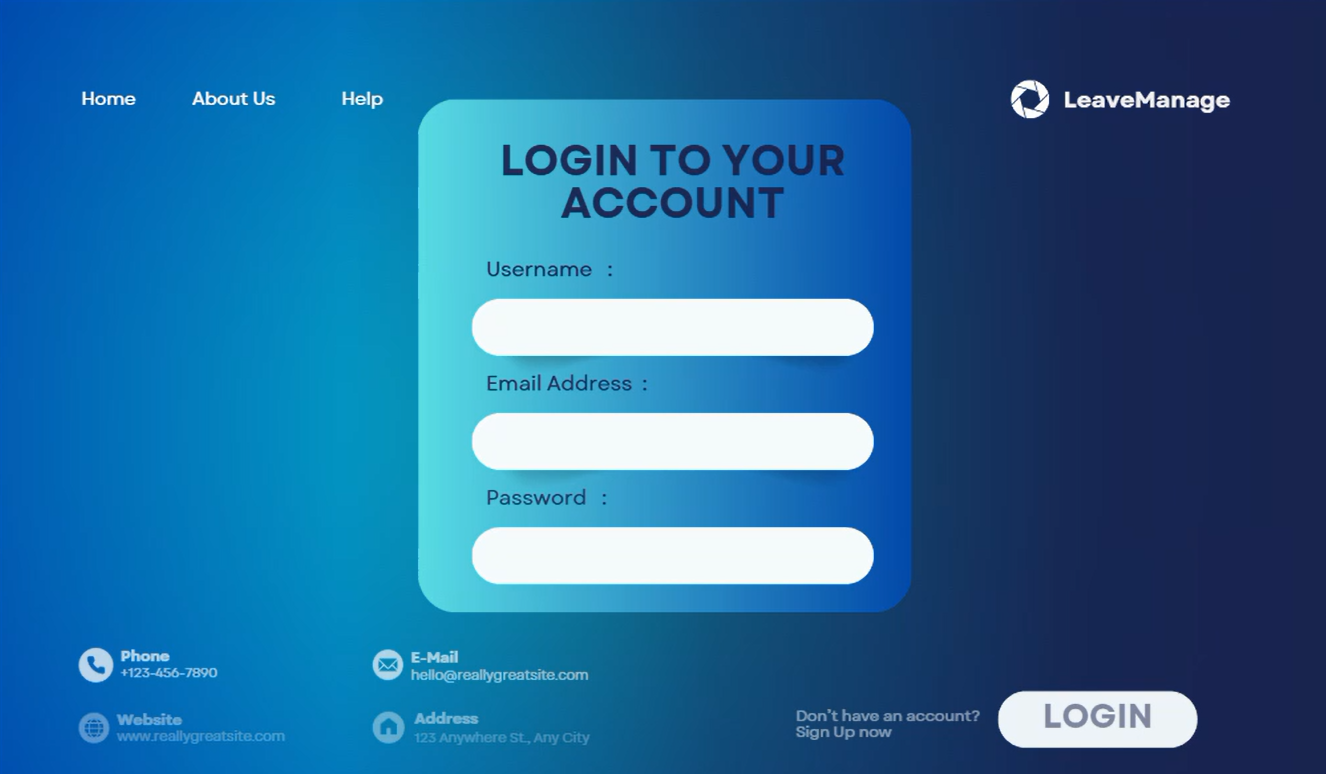 Home
About Us
Help
LeaveManage
LOGIN TO YOUR
ACCOUNT
Username :
Email Address :
Password :
Phone
+123-456-7890
E-Mail
hello@reallygreatsite.com
Website
www.reallygreatsite.com
Address
123 Anywhere St., Any City
Don't have an account?
Sign Up now
LOGIN